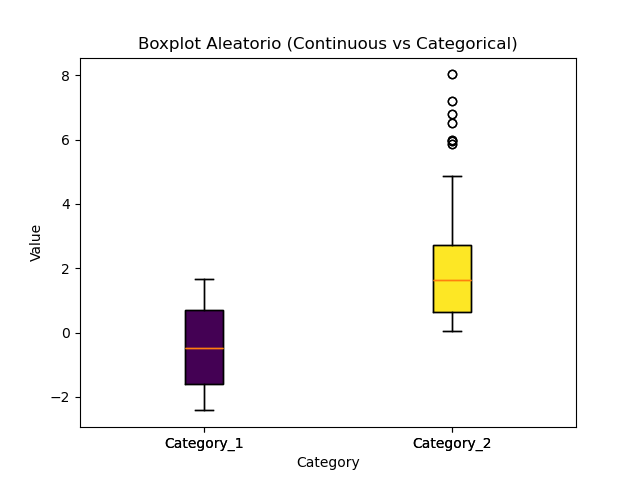 Boxplot Aleatorio (Continuous vs Categorical)
8
6
4
2
0
−2
Value
Category_1
Category_2
Category